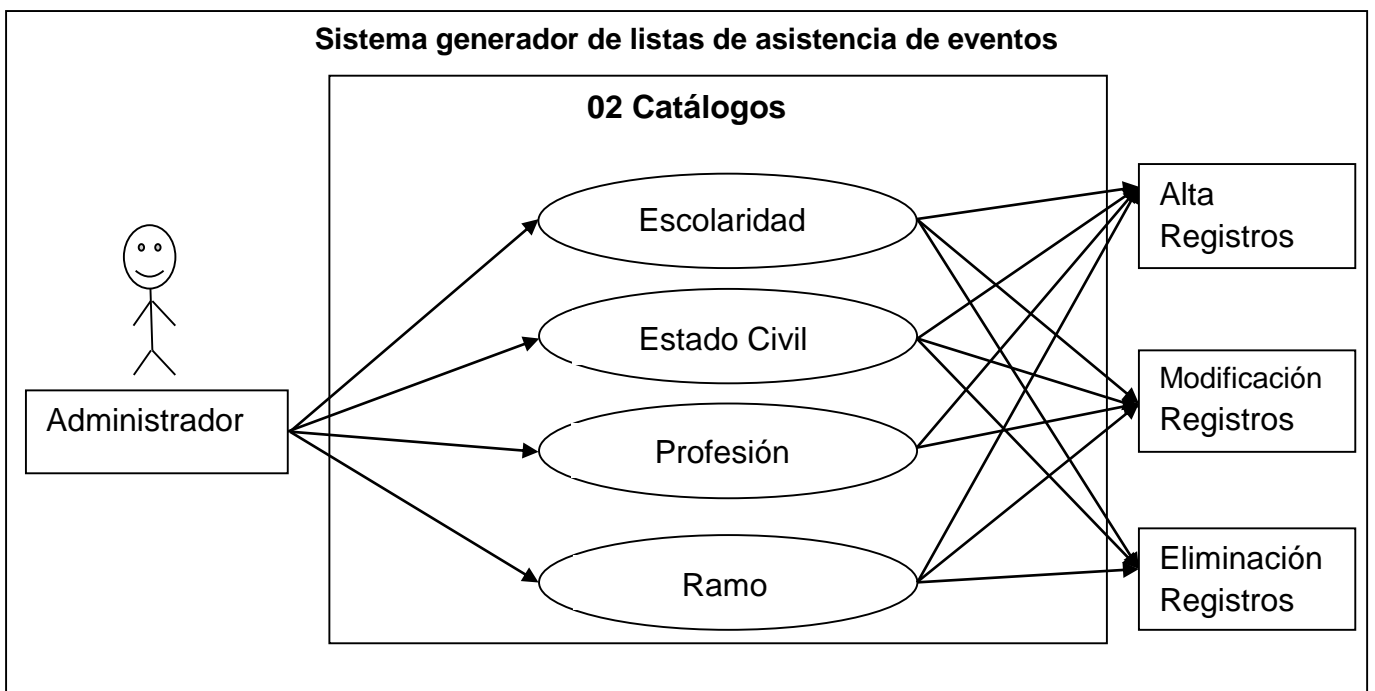 Sistema generador de listas de asistencia de eventos
02 Catálogos
Administrador
Escolaridad
Estado Civil
Profesión
Ramo
Alta
Registros
Modificación
Registros
Eliminación
Registros